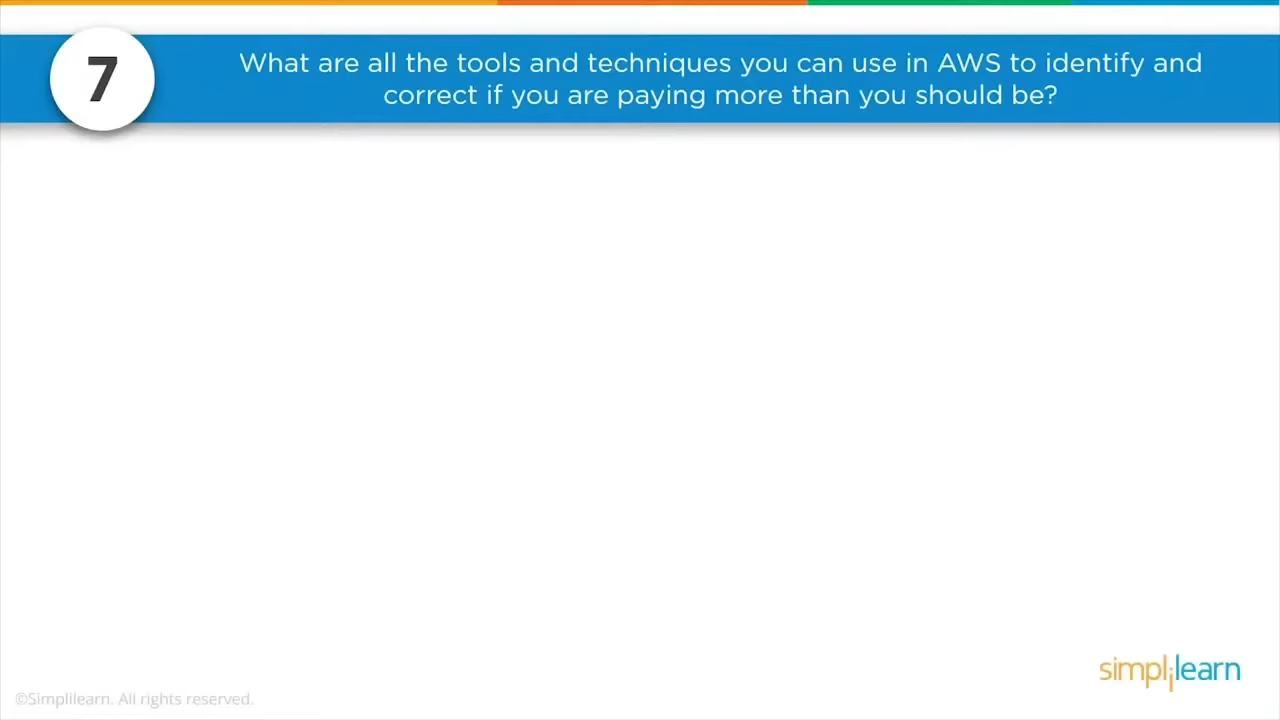 7
What are all the tools and techniques you can use in AWS to identify and
correct if you are paying more than you should be?
simplilearn
©Simplilearn. All rights reserved.